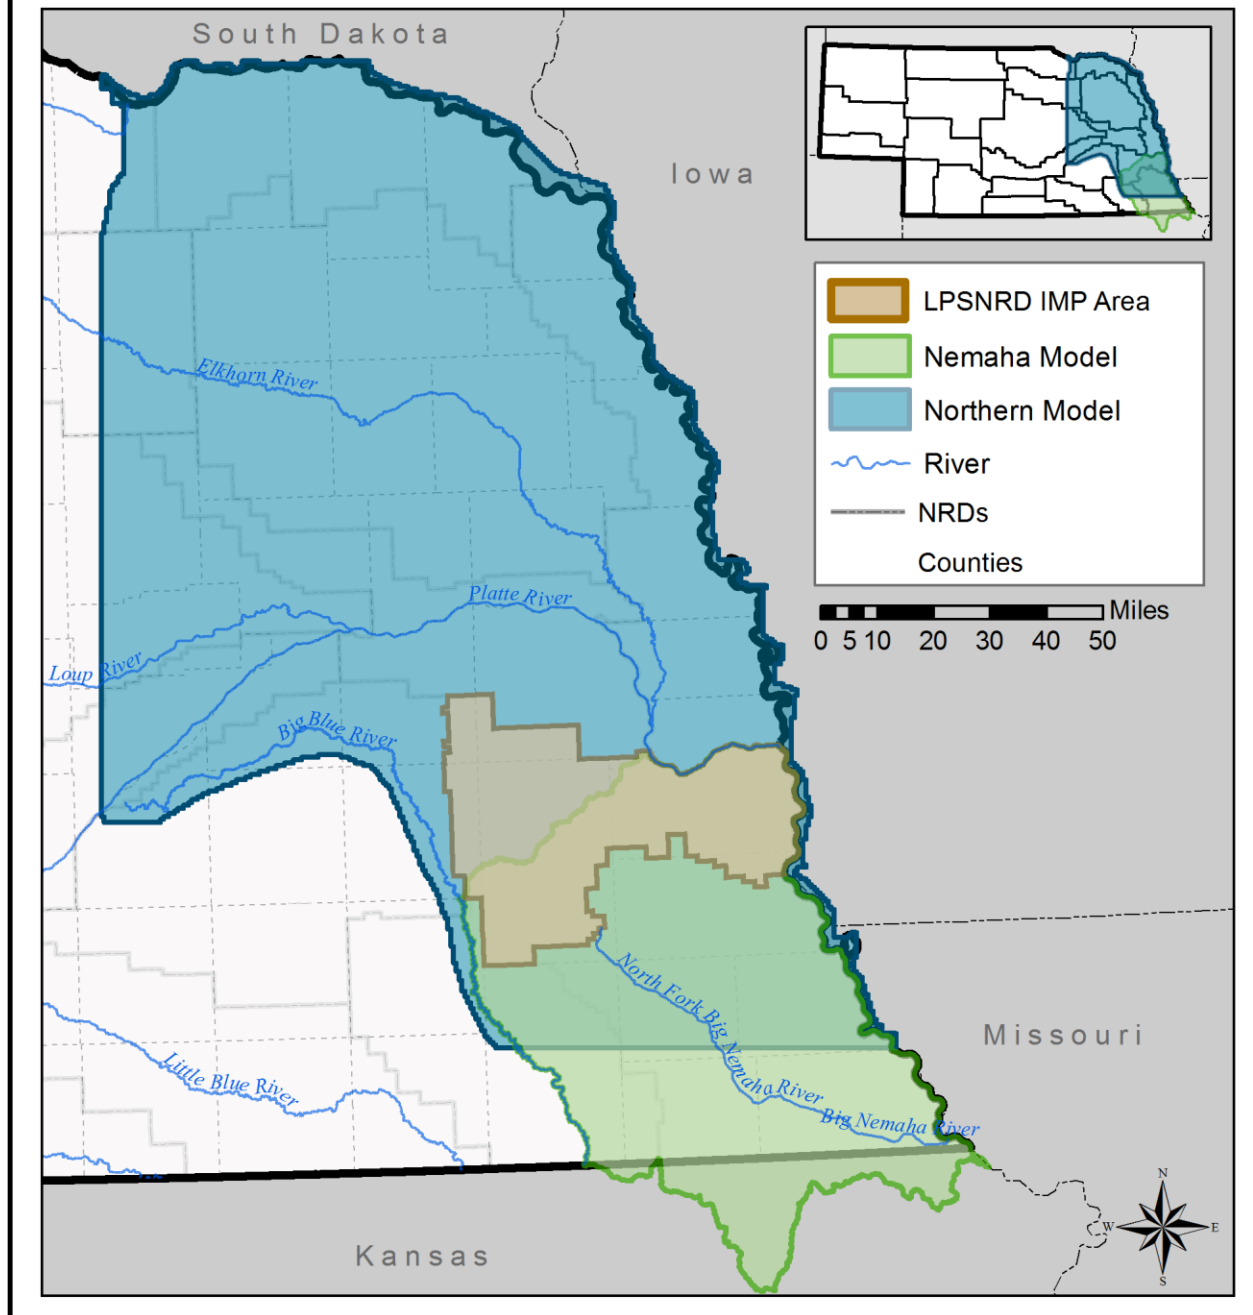 South Dakota
Iowa
LPSNRD IMP Area
Nemaha Model
Northern Model
River
NRDs
Counties
Miles
0 5 10 20 30 40 50
Elkhorn River
Platte River
Loup River
Big Blue River
North Fork Big Nemaha River
Big Nemaha River
Little Blue River
Missouri
Kansas
N
W E
S